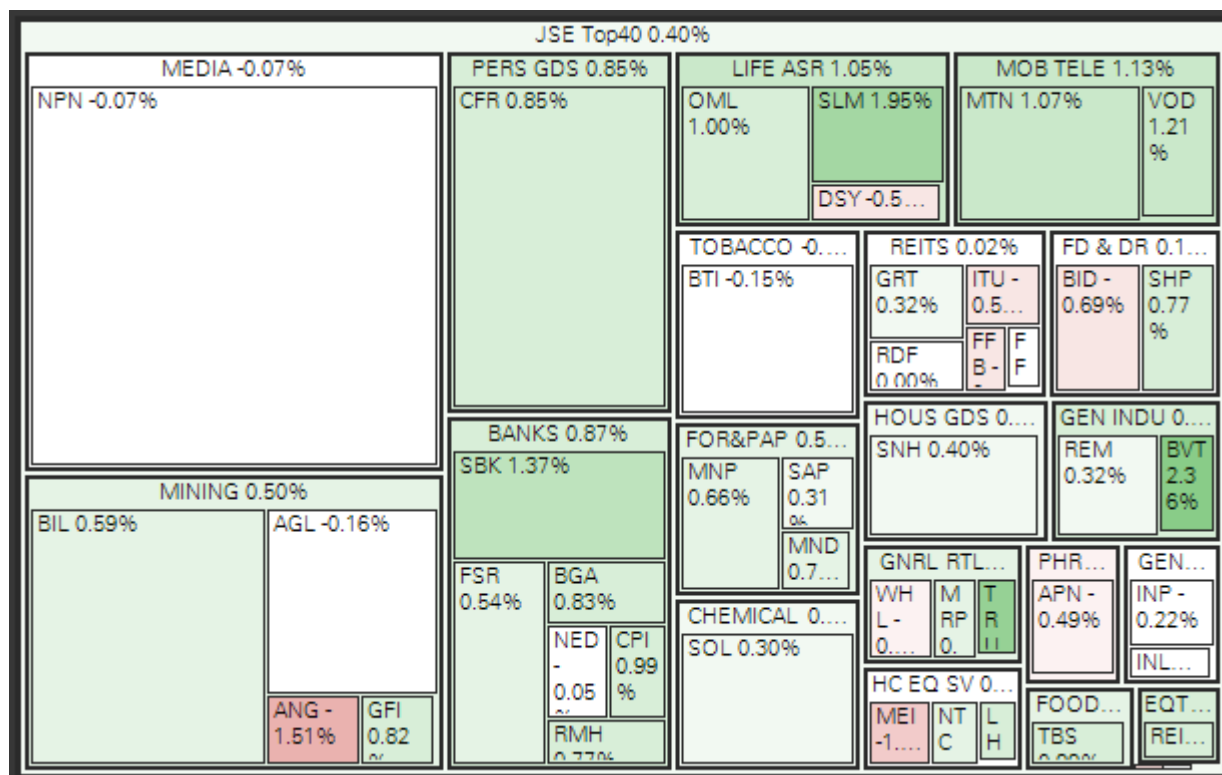 JSE Top40 0.40%
MEDIA -0.07%
NPN -0.07%
PERS GDS 0.85%
CFR 0.85%
LIFE ASR 1.05%
OML
1.00%
SLM 1.95%
DSY -0.5...
MOB TELE 1.13%
MTN 1.07%
VOD
1.21
%
TOBACCO -0....
BTI -0.15%
REITS 0.02%
GRT
0.32%
ITU -
0.5...
RDF
0.00%
FF
B -
F
F
FD & DR 0.1...
BID -
0.69%
SHP
0.77
%
MINING 0.50%
BIL 0.59%
AGL -0.16%
ANG -
1.51%
GFI
0.82
%
BANKS 0.87%
SBK 1.37%
FSR
0.54%
BGA
0.83%
NED
-
0.05
%
CPI
0.99
%
RMH
0.77%
FOR&PAP 0.5...
MNP
0.66%
SAP
0.31
%
MND
0.7...
HOUS GDS 0....
SNH 0.40%
GEN INDU 0....
REM
0.32%
BVT
2.3
6%
CHEMICAL 0....
SOL 0.30%
GNRL RTL...
WH
L -
0....
M
RP
0.
T
R
U
PHR...
APN -
0.49%
GEN...
INP -
0.22%
INL...
HC EQ SV 0...
MEI
-1....
NT
C
L
H
FOOD...
TBS
EQT...
REI...